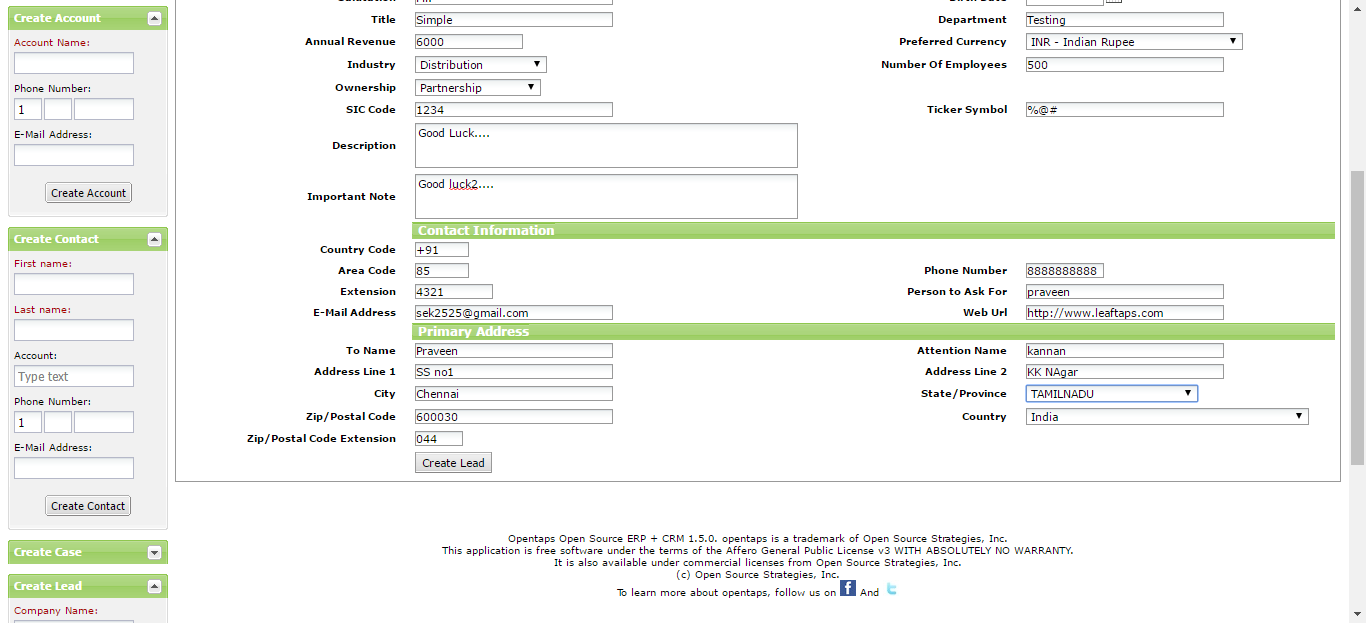 Create Account
Account Name:
Phone Number:
1
E-Mail Address:
Create Account
Create Contact
First name:
Last name:
Account:
Type text
Phone Number:
1
E-Mail Address:
Create Contact
Create Case
Create Lead
Company Name:
Title Simple Department Testing
Annual Revenue 6000 Preferred Currency INR - Indian Rupee
Industry Distribution Number Of Employees 500
Ownership Partnership
SIC Code 1234 Ticker Symbol %@#
Description Good Luck....
Important Note Good luck2....
Contact Information
Country Code +91
Area Code 85 Phone Number 8888888888
Extension 4321 Person to Ask For praveen
E-Mail Address sek2525@gmail.com Web Url http://www.leaftaps.com
Primary Address
To Name Praveen Attention Name kannan
Address Line 1 SS no1 Address Line 2 KK NAgar
City Chennai State/Province TAMILNADU
Zip/Postal Code 600030 Country India
Zip/Postal Code Extension 044
Create Lead
Opentaps Open Source ERP + CRM 1.5.0. opentaps is a trademark of Open Source Strategies, Inc.
This application is free software under the terms of the Affero General Public License v3 WITH ABSOLUTELY NO WARRANTY.
It is also available under commercial licenses from Open Source Strategies, Inc.
(c) Open Source Strategies, Inc.
To learn more about opentaps, follow us on f And t